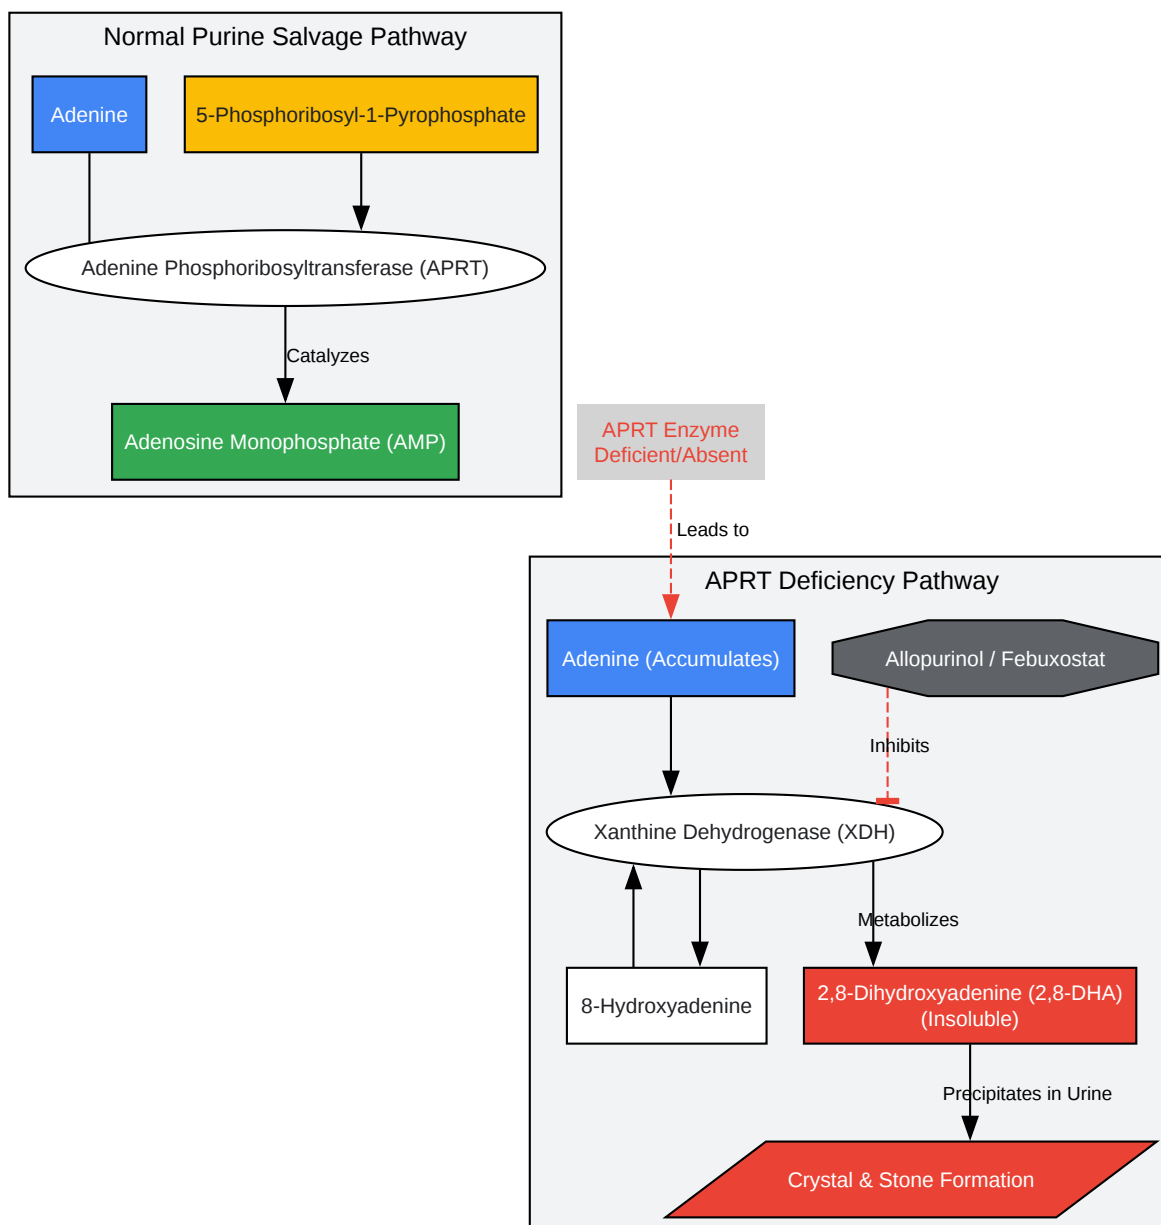 Normal Purine Salvage Pathway
Adenine
5-Phosphoribosyl-1-Pyrophosphate
Adenine Phosphoribosyltransferase (APRT)
Catalyzes
Adenosine Monophosphate (AMP)
APRT Enzyme
Deficient/Absent
Leads to
APRT Deficiency Pathway
Adenine (Accumulates)
Allopurinol / Febuxostat
Inhibits
Xanthine Dehydrogenase (XDH)
Metabolizes
8-Hydroxyadenine
2,8-Dihydroxyadenine (2,8-DHA)
(Insoluble)
Precipitates in Urine
Crystal & Stone Formation